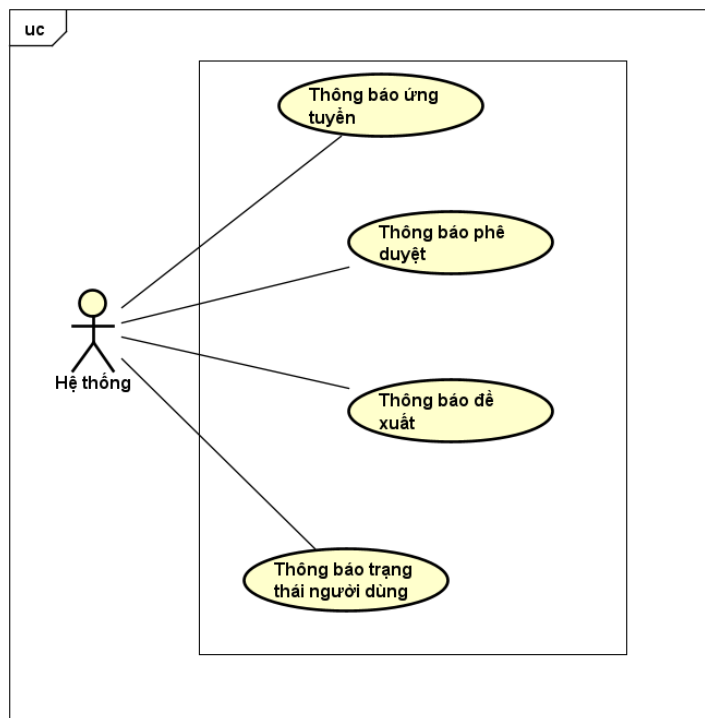 uc
Thông báo ứng
tuyển
Thông báo phê
duyệt
Hệ thống
Thông báo đề
xuất
Thông báo trạng
thái người dùng